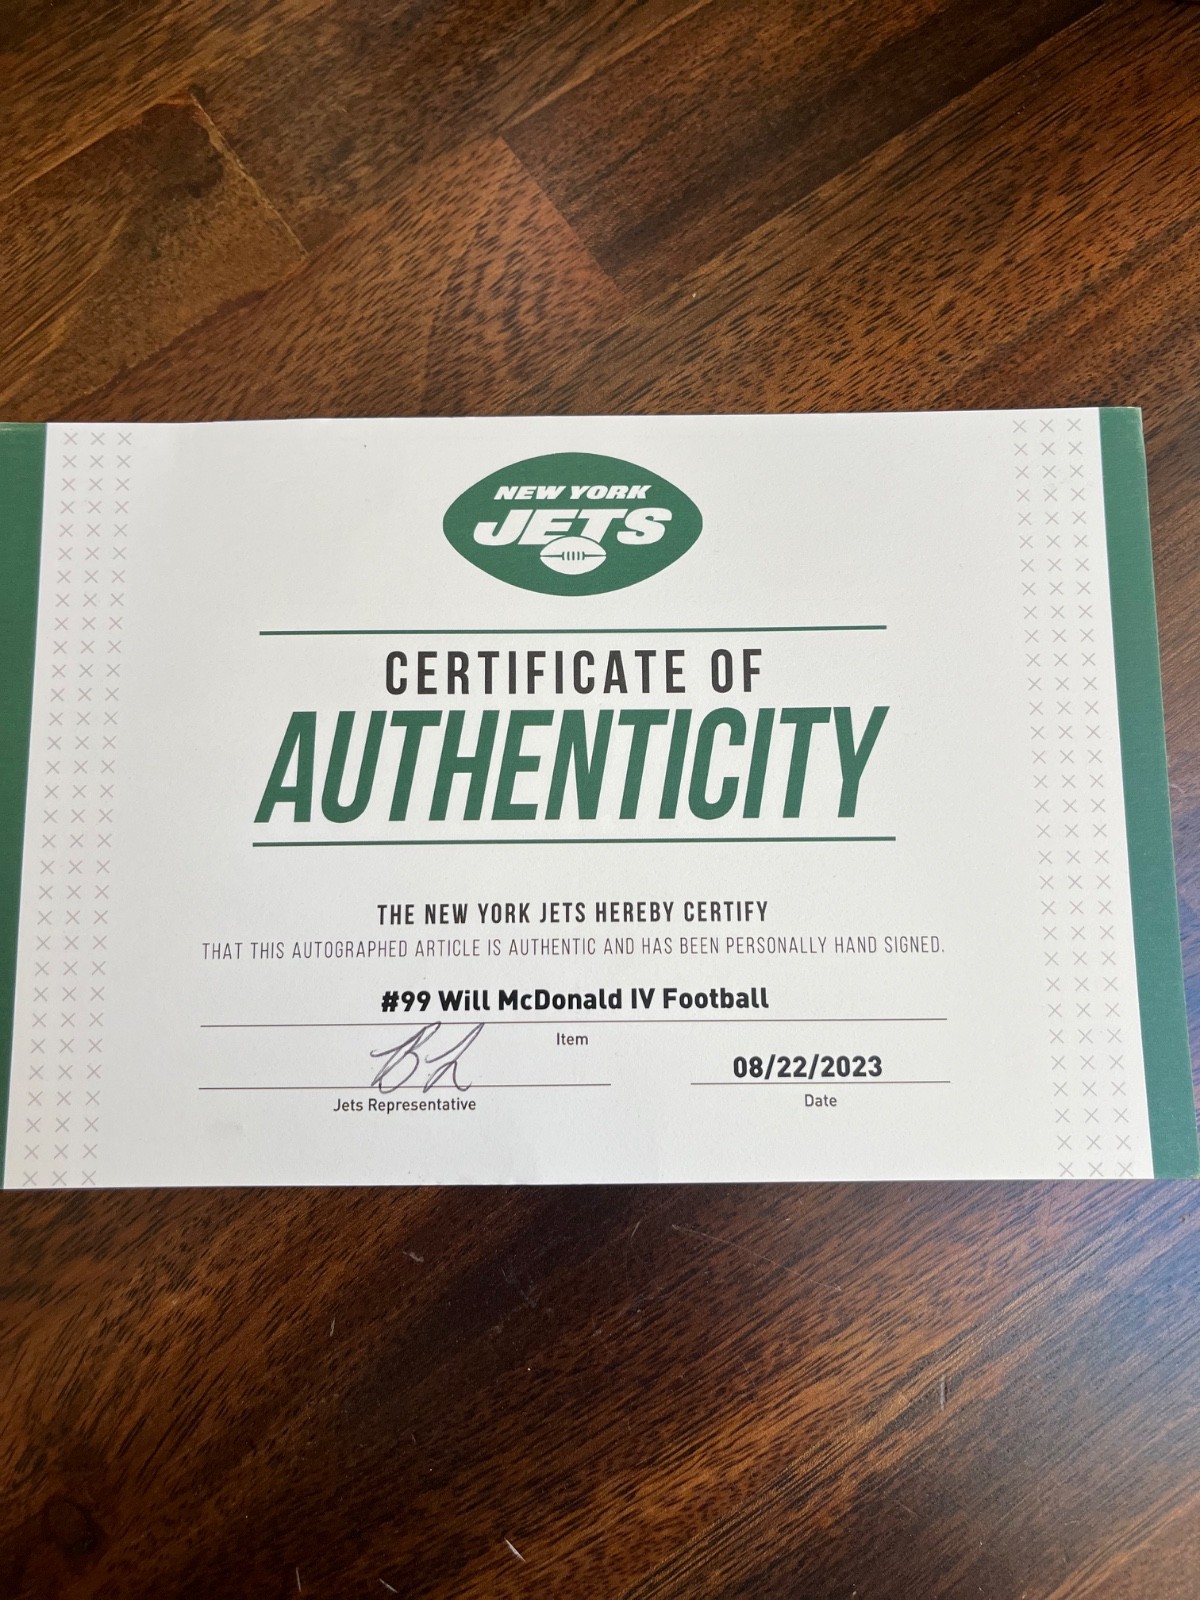 NEW YORK
JETS
CERTIFICATE OF
AUTHENTICITY
THE NEW YORK JETS HEREBY CERTIFY
THAT THIS AUTOGRAPHED ARTICLE IS AUTHENTIC AND HAS BEEN PERSONALLY HAND SIGNED.
#99 Will McDonald IV Football
Item
08/22/2023
Jets Representative
Date